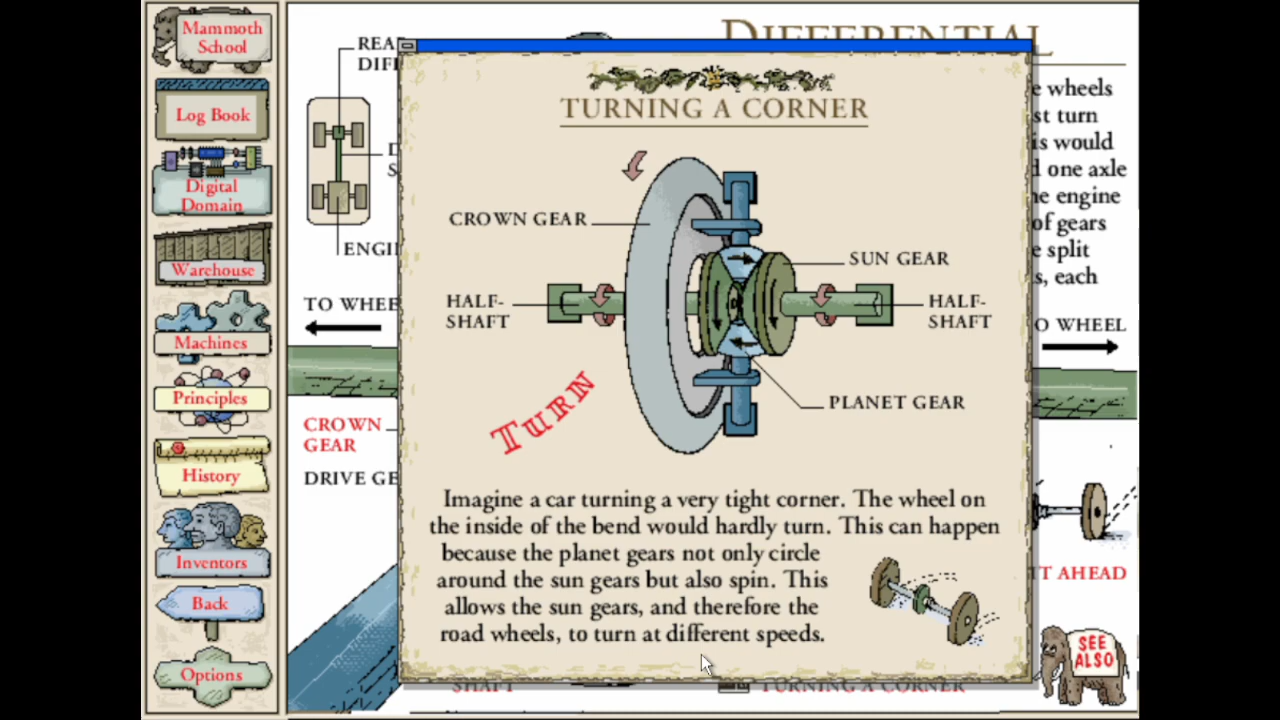 Mammoth
School
Log Book
Digital
Domain
Warehouse
Machines
Principles
History
Inventors
Back
Options
DIFFERENTIAL
REA
DIFF
D
S
ENGI
TO WHEE
CROWN
GEAR
DRIVE GE
SHAFT
TURNING A CORNER
CROWN GEAR
SUN GEAR
HALF-
SHAFT
HALF-
SHAFT
PLANET GEAR
TURN
Imagine a car turning a very tight corner. The wheel on
the inside of the bend would hardly turn. This can happen
because the planet gears not only circle
around the sun gears but also spin. This
allows the sun gears, and therefore the
road wheels, to turn at different speeds.
e wheels
st turn
is would
d one axle
he engine
of gears
e split
s, each
O WHEEL
T AHEAD
SEE
ALSO
TURNING A CORNER